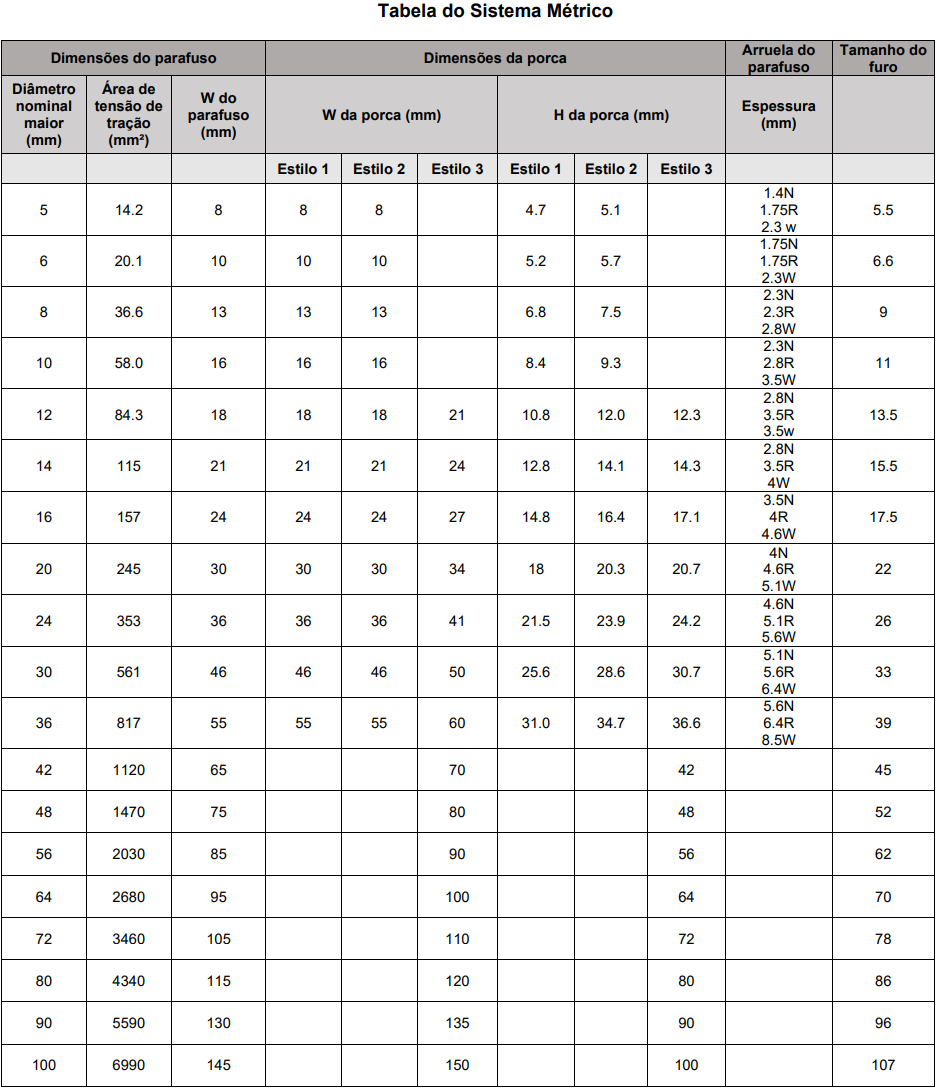 Tabela do Sistema Métrico
Dimensões do parafuso Dimensões da porca Arruela do parafuso Tamanho do furo
Diâmetro nominal maior (mm) Área de tensão de tração (mm²) W do parafuso (mm) W da porca (mm) H da porca (mm) Espessura (mm)
Estilo 1 Estilo 2 Estilo 3 Estilo 1 Estilo 2 Estilo 3
5 14.2 8 8 8 4.7 5.1 1.4N 1.75R 2.3 w 5.5
6 20.1 10 10 10 5.2 5.7 1.75N 1.75R 2.3W 6.6
8 36.6 13 13 13 6.8 7.5 2.3N 2.3R 2.8W 9
10 58.0 16 16 16 8.4 9.3 2.3N 2.8R 3.5W 11
12 84.3 18 18 18 21 10.8 12.0 12.3 2.8N 3.5R 3.5w 13.5
14 115 21 21 21 24 12.8 14.1 14.3 2.8N 3.5R 4W 15.5
16 157 24 24 24 27 14.8 16.4 17.1 3.5N 4R 4.6W 17.5
20 245 30 30 30 34 18 20.3 20.7 4N 4.6R 5.1W 22
24 353 36 36 36 41 21.5 23.9 24.2 4.6N 5.1R 5.6W 26
30 561 46 46 46 50 25.6 28.6 30.7 5.1N 5.6R 6.4W 33
36 817 55 55 55 60 31.0 34.7 36.6 5.6N 6.4R 8.5W 39
42 1120 65 70 42 45
48 1470 75 80 48 52
56 2030 85 90 56 62
64 2680 95 100 64 70
72 3460 105 110 72 78
80 4340 115 120 80 86
90 5590 130 135 90 96
100 6990 145 150 100 107